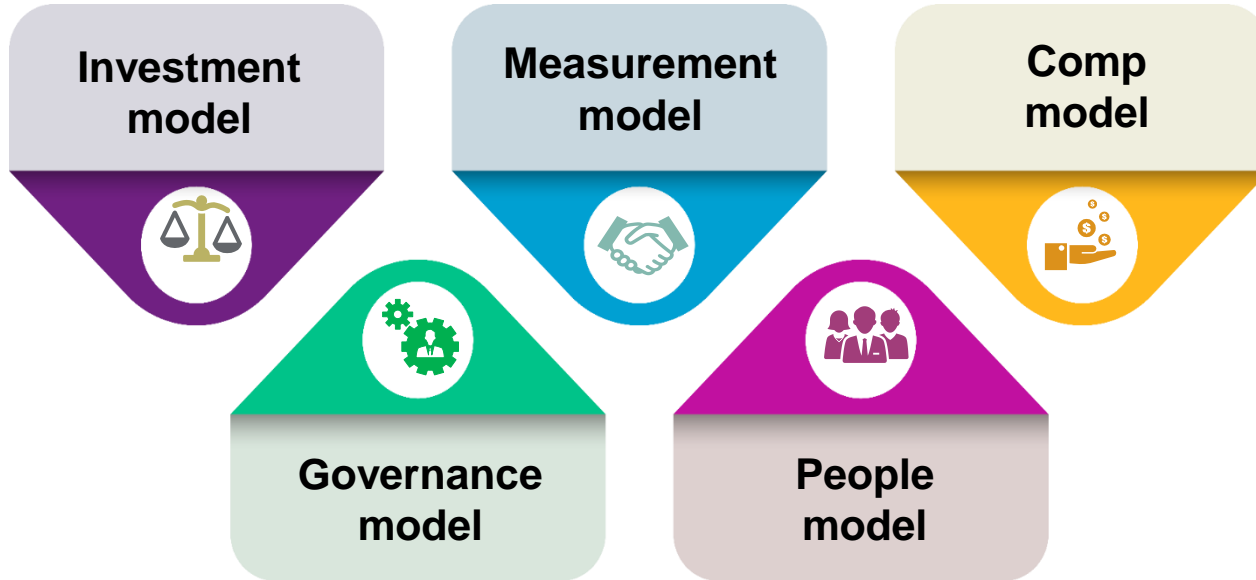 Investment
model
Measurement
model
Comp
model
Governance
model
People
model